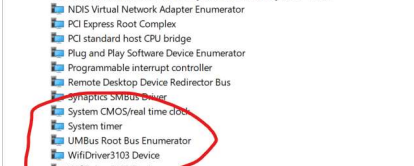 NDIS Virtual Network Adapter Enumerator
PCI Express Root Complex
PCI standard host CPU bridge
Plug and Play Software Device Enumerator
Programmable interrupt controller
Remote Desktop Device Redirector Bus
Synaptics SMBus Driver
System CMOS/real time clock
System timer
UMBus Root Bus Enumerator
WifiDriver3103 Device